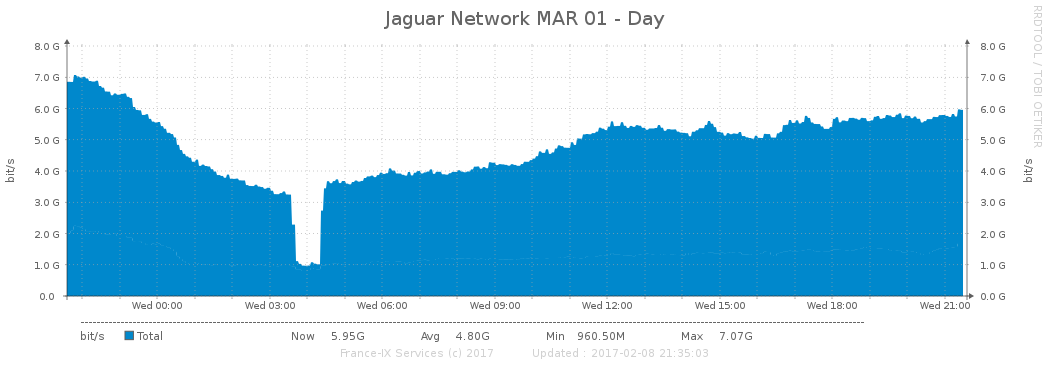 Jaguar Network MAR 01 - Day
RRDTOOL / TOBI OETIKER
8.0 G 8.0 G
7.0 G 7.0 G
6.0 G 6.0 G
5.0 G 5.0 G
4.0 G 4.0 G
3.0 G 3.0 G
2.0 G 2.0 G
1.0 G 1.0 G
0.0 0.0 G
bit/s
bit/s
Wed 00:00 Wed 03:00 Wed 06:00 Wed 09:00 Wed 12:00 Wed 15:00 Wed 18:00 Wed 21:00
bit/s Total Now 5.95G Avg 4.80G Min 960.50M Max 7.07G
France-IX Services (c) 2017 Updated : 2017-02-08 21:35:03